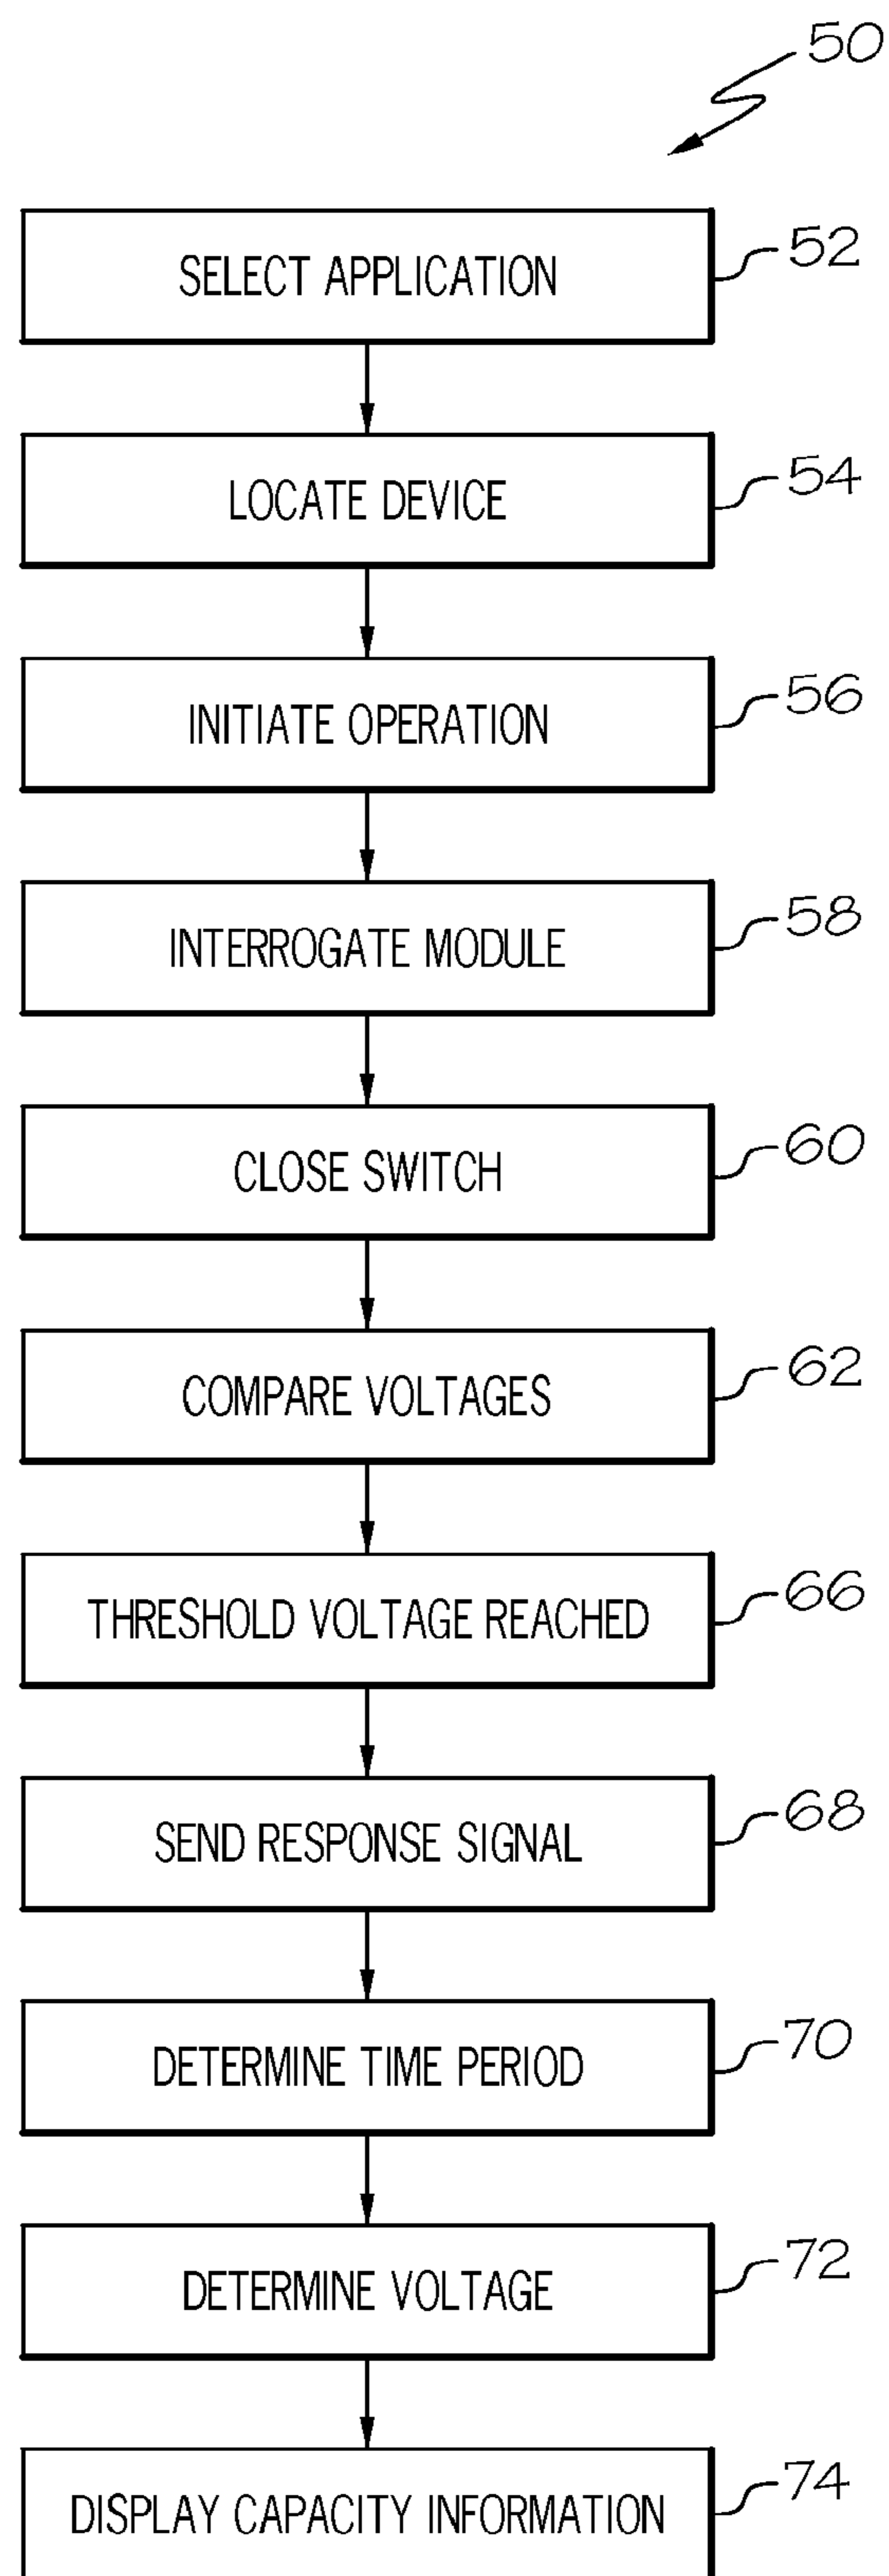 50
SELECT APPLICATION 52
LOCATE DEVICE 54
INITIATE OPERATION 56
INTERROGATE MODULE 58
CLOSE SWITCH 60
COMPARE VOLTAGES 62
THRESHOLD VOLTAGE REACHED 66
SEND RESPONSE SIGNAL 68
DETERMINE TIME PERIOD 70
DETERMINE VOLTAGE 72
DISPLAY CAPACITY INFORMATION 74